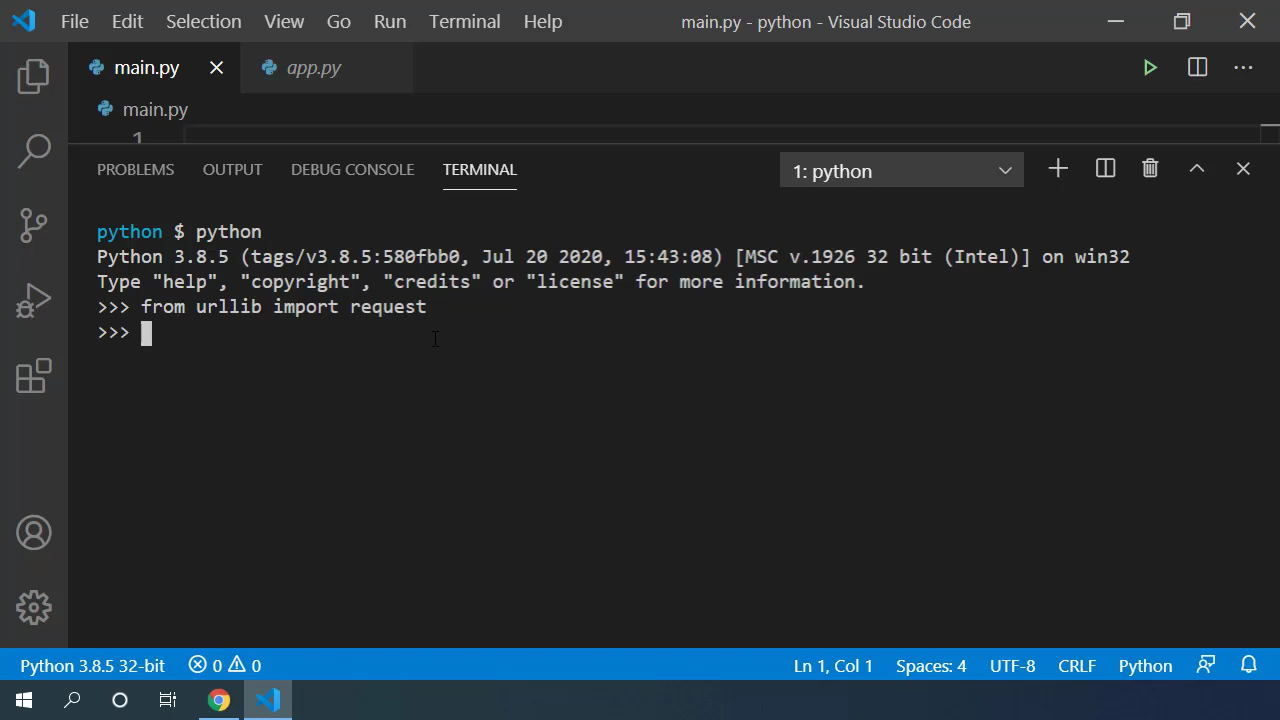 File Edit Selection View Go Run Terminal Help main.py - python - Visual Studio Code
main.py app.py
main.py
1
PROBLEMS OUTPUT DEBUG CONSOLE TERMINAL 1: python
python $ python
Python 3.8.5 (tags/v3.8.5:580fbb0, Jul 20 2020, 15:43:08) [MSC v.1926 32 bit (Intel)] on win32
Type "help", "copyright", "credits" or "license" for more information.
>>> from urllib import request
>>>
Python 3.8.5 32-bit 0 0 Ln 1, Col 1 Spaces: 4 UTF-8 CRLF Python